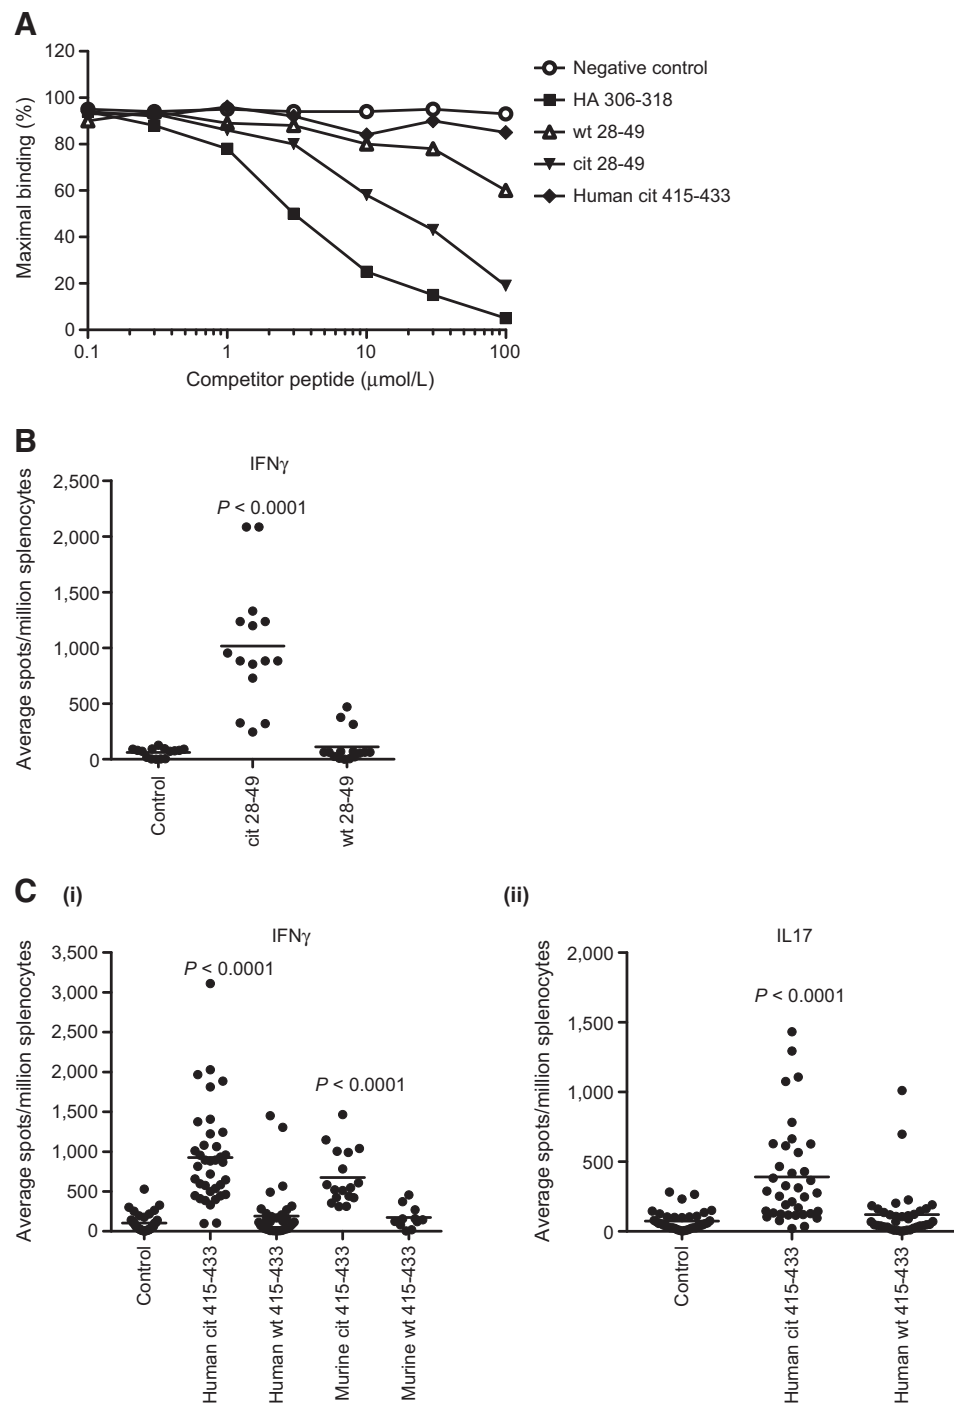 A
120
100
80
60
40
20
0
Maximal binding (%)
0.1
1
10
100
Competitor peptide (μmol/L)
Negative control
HA 306-318
wt 28-49
cit 28-49
Human cit 415-433
B
IFNγ
P < 0.0001
2,500
2,000
1,500
1,000
500
0
Average spots/million splenocytes
Control
cit 28-49
wt 28-49
C
(i)
IFNγ
P < 0.0001
P < 0.0001
3,500
3,000
2,500
2,000
1,500
1,000
500
0
Average spots/million splenocytes
Control
Human cit 415-433
Human wt 415-433
Murine cit 415-433
Murine wt 415-433
(ii)
IL17
P < 0.0001
2,000
1,500
1,000
500
0
Average spots/million splenocytes
Control
Human cit 415-433
Human wt 415-433